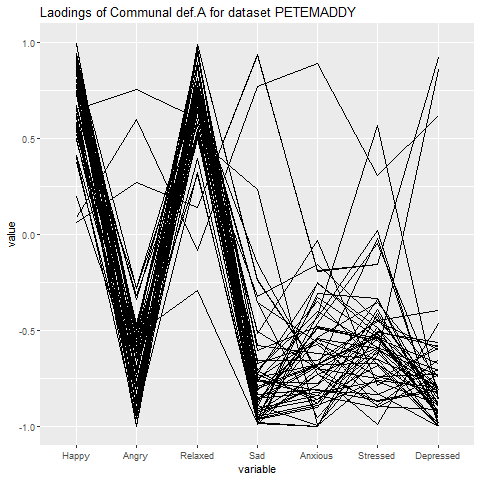 Laodings of Communal def.A for dataset PETEMADDY
1.0
0.5
0.0
-0.5
-1.0
value
Happy Angry Relaxed Sad Anxious Stressed Depressed
variable